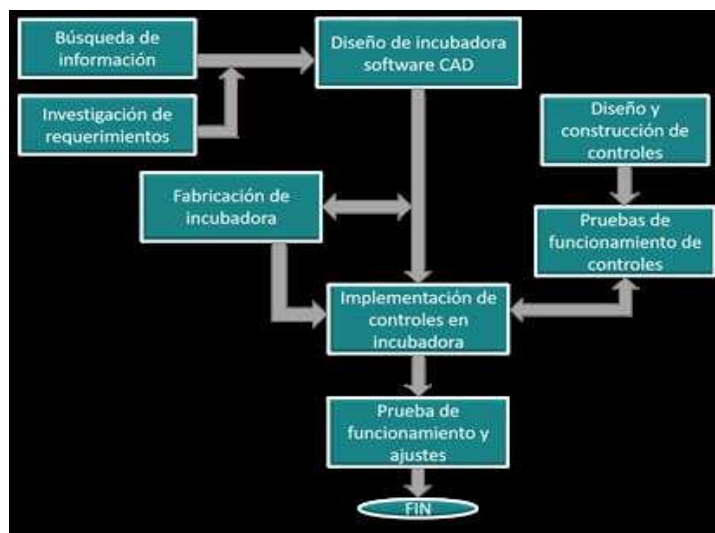 Búsqueda de
información
Diseño de incubadora
software CAD
Investigación de
requerimientos
Diseño y
construcción de
controles
Fabricación de
incubadora
Pruebas de
funcionamiento de
controles
Implementación de
controles en
incubadora
Prueba de
funcionamiento y
ajustes
FIN